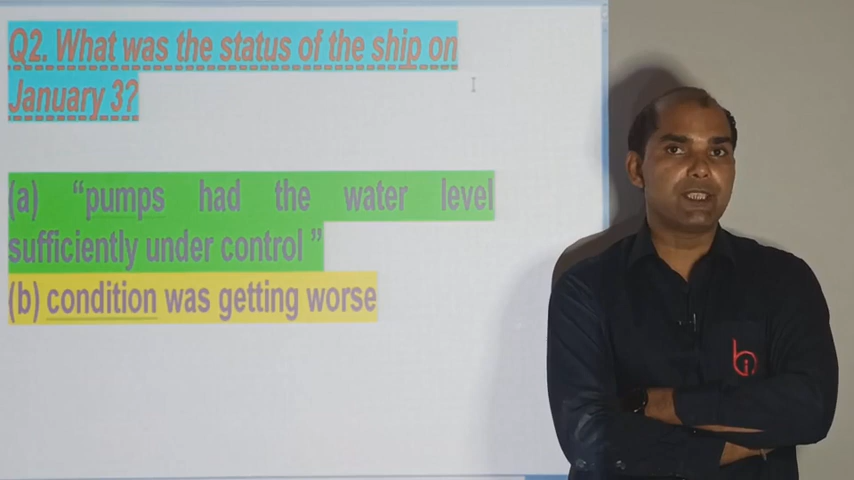 Q2. What was the status of the ship on
January 3?
(a) “pumps had the water level
sufficiently under control ”
(b) condition was getting worse